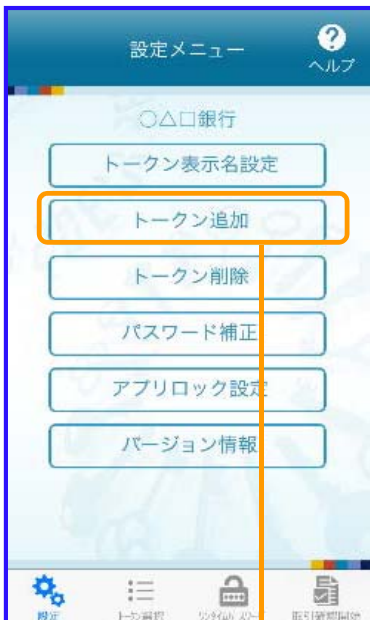 設定メニュー
ヘルプ
○△□銀行
トークン表示名設定
トークン追加
トークン削除
パスワード補正
アプリロック設定
バージョン情報
設定
トークン選択